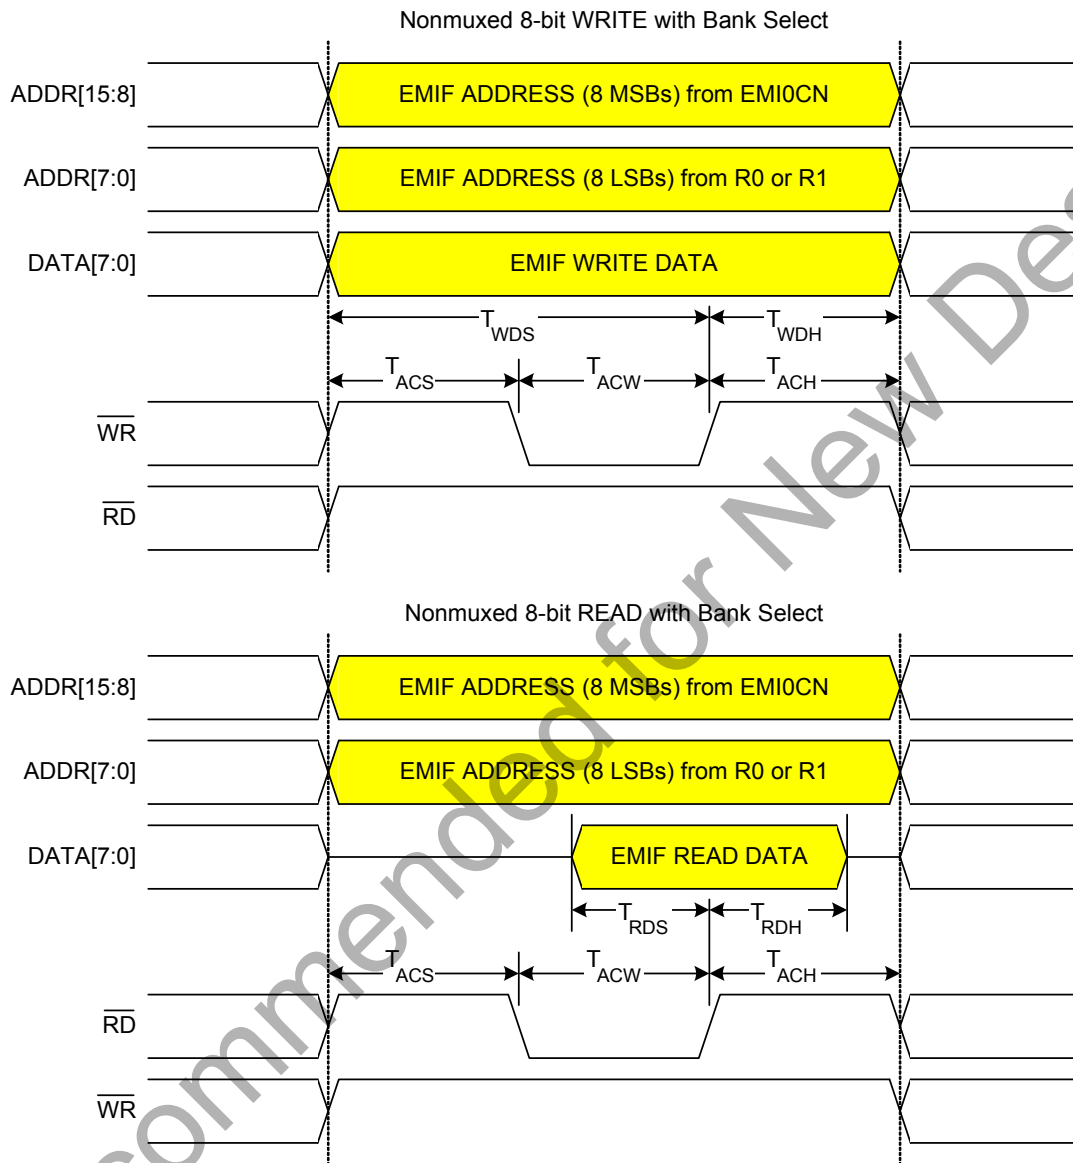 Nonmuxed 8-bit WRITE with Bank Select
ADDR[15:8]
EMIF ADDRESS (8 MSBs) from EMI0CN
ADDR[7:0]
EMIF ADDRESS (8 LSBs) from R0 or R1
DATA[7:0]
EMIF WRITE DATA
TWDS TWDH
TACS TACW TACH
WR
RD
Nonmuxed 8-bit READ with Bank Select
ADDR[15:8]
EMIF ADDRESS (8 MSBs) from EMI0CN
ADDR[7:0]
EMIF ADDRESS (8 LSBs) from R0 or R1
DATA[7:0]
EMIF READ DATA
TRDS TRDH
TACS TACW TACH
RD
WR
commended for New Des